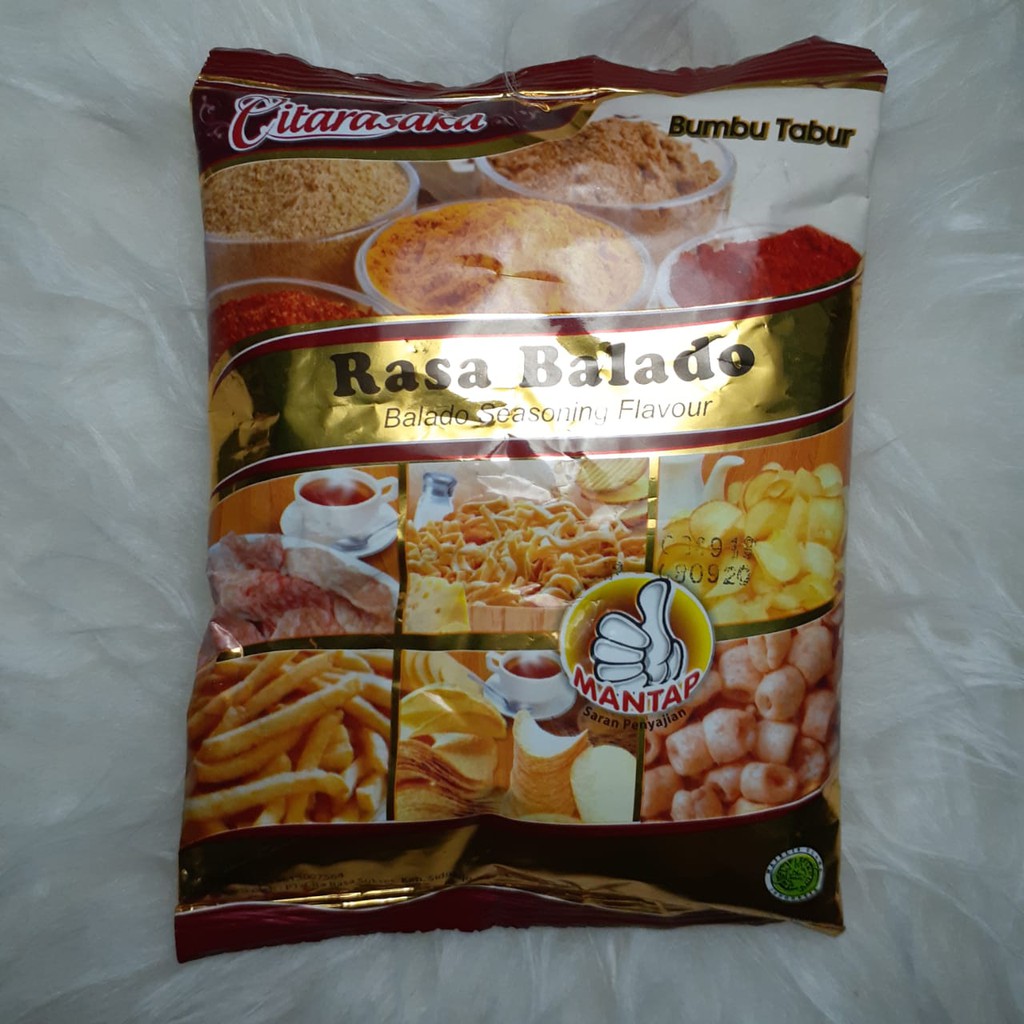 Citarasaku
Bumbu Tabur
Rasa Balado
Balado Seasoning Flavour
MANTAP
Saran Penyajian